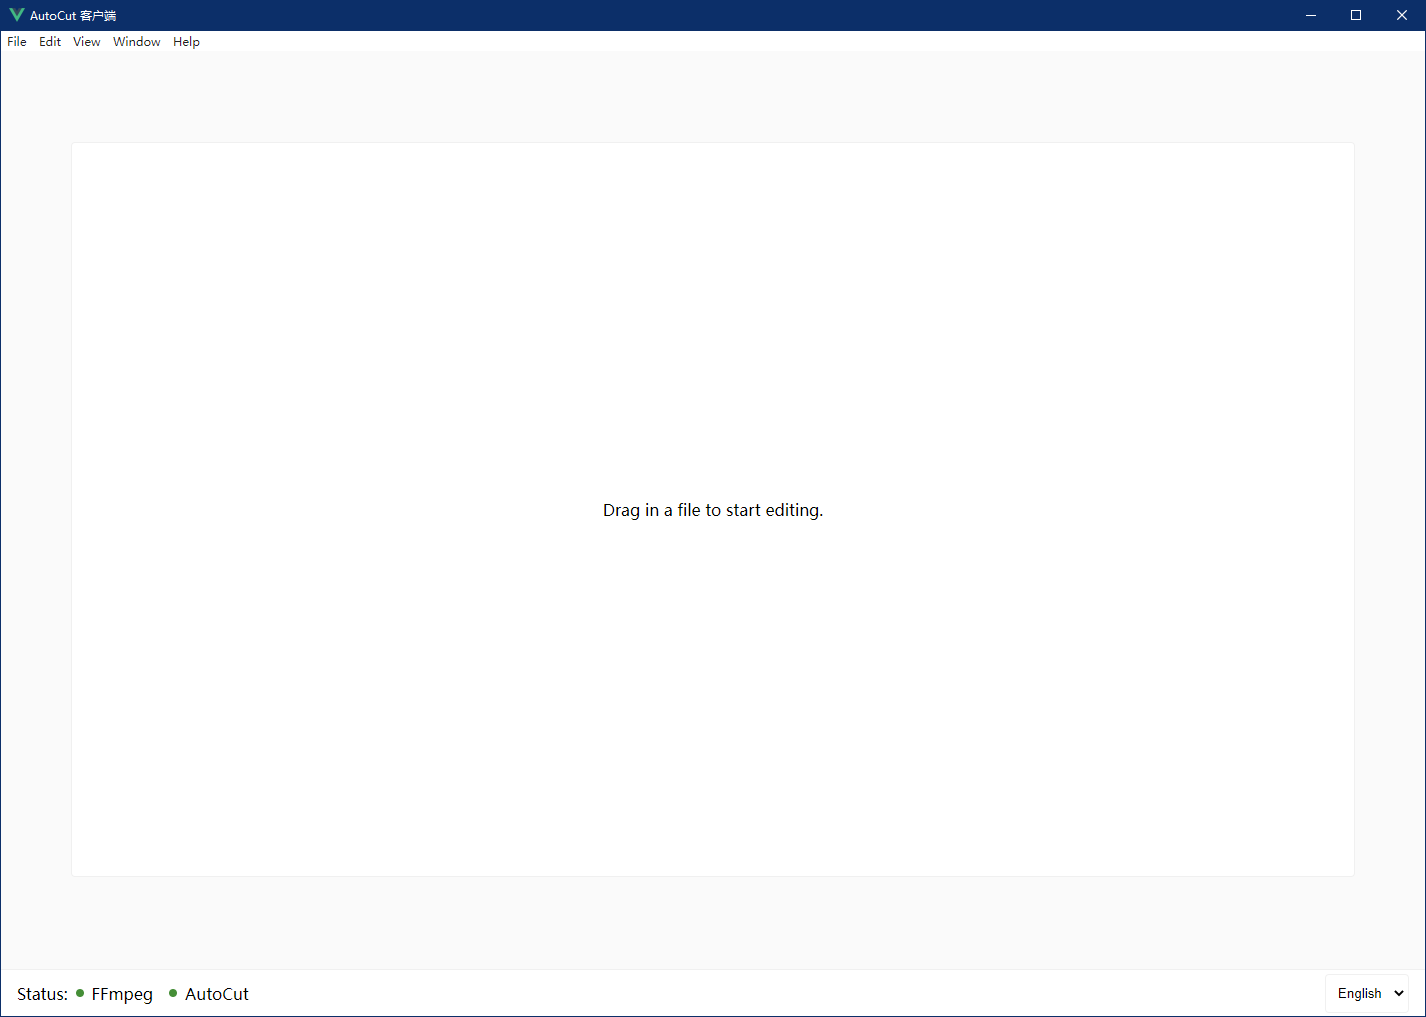 AutoCut 客户端
File Edit View Window Help
Drag in a file to start editing.
Status: FFmpeg AutoCut English